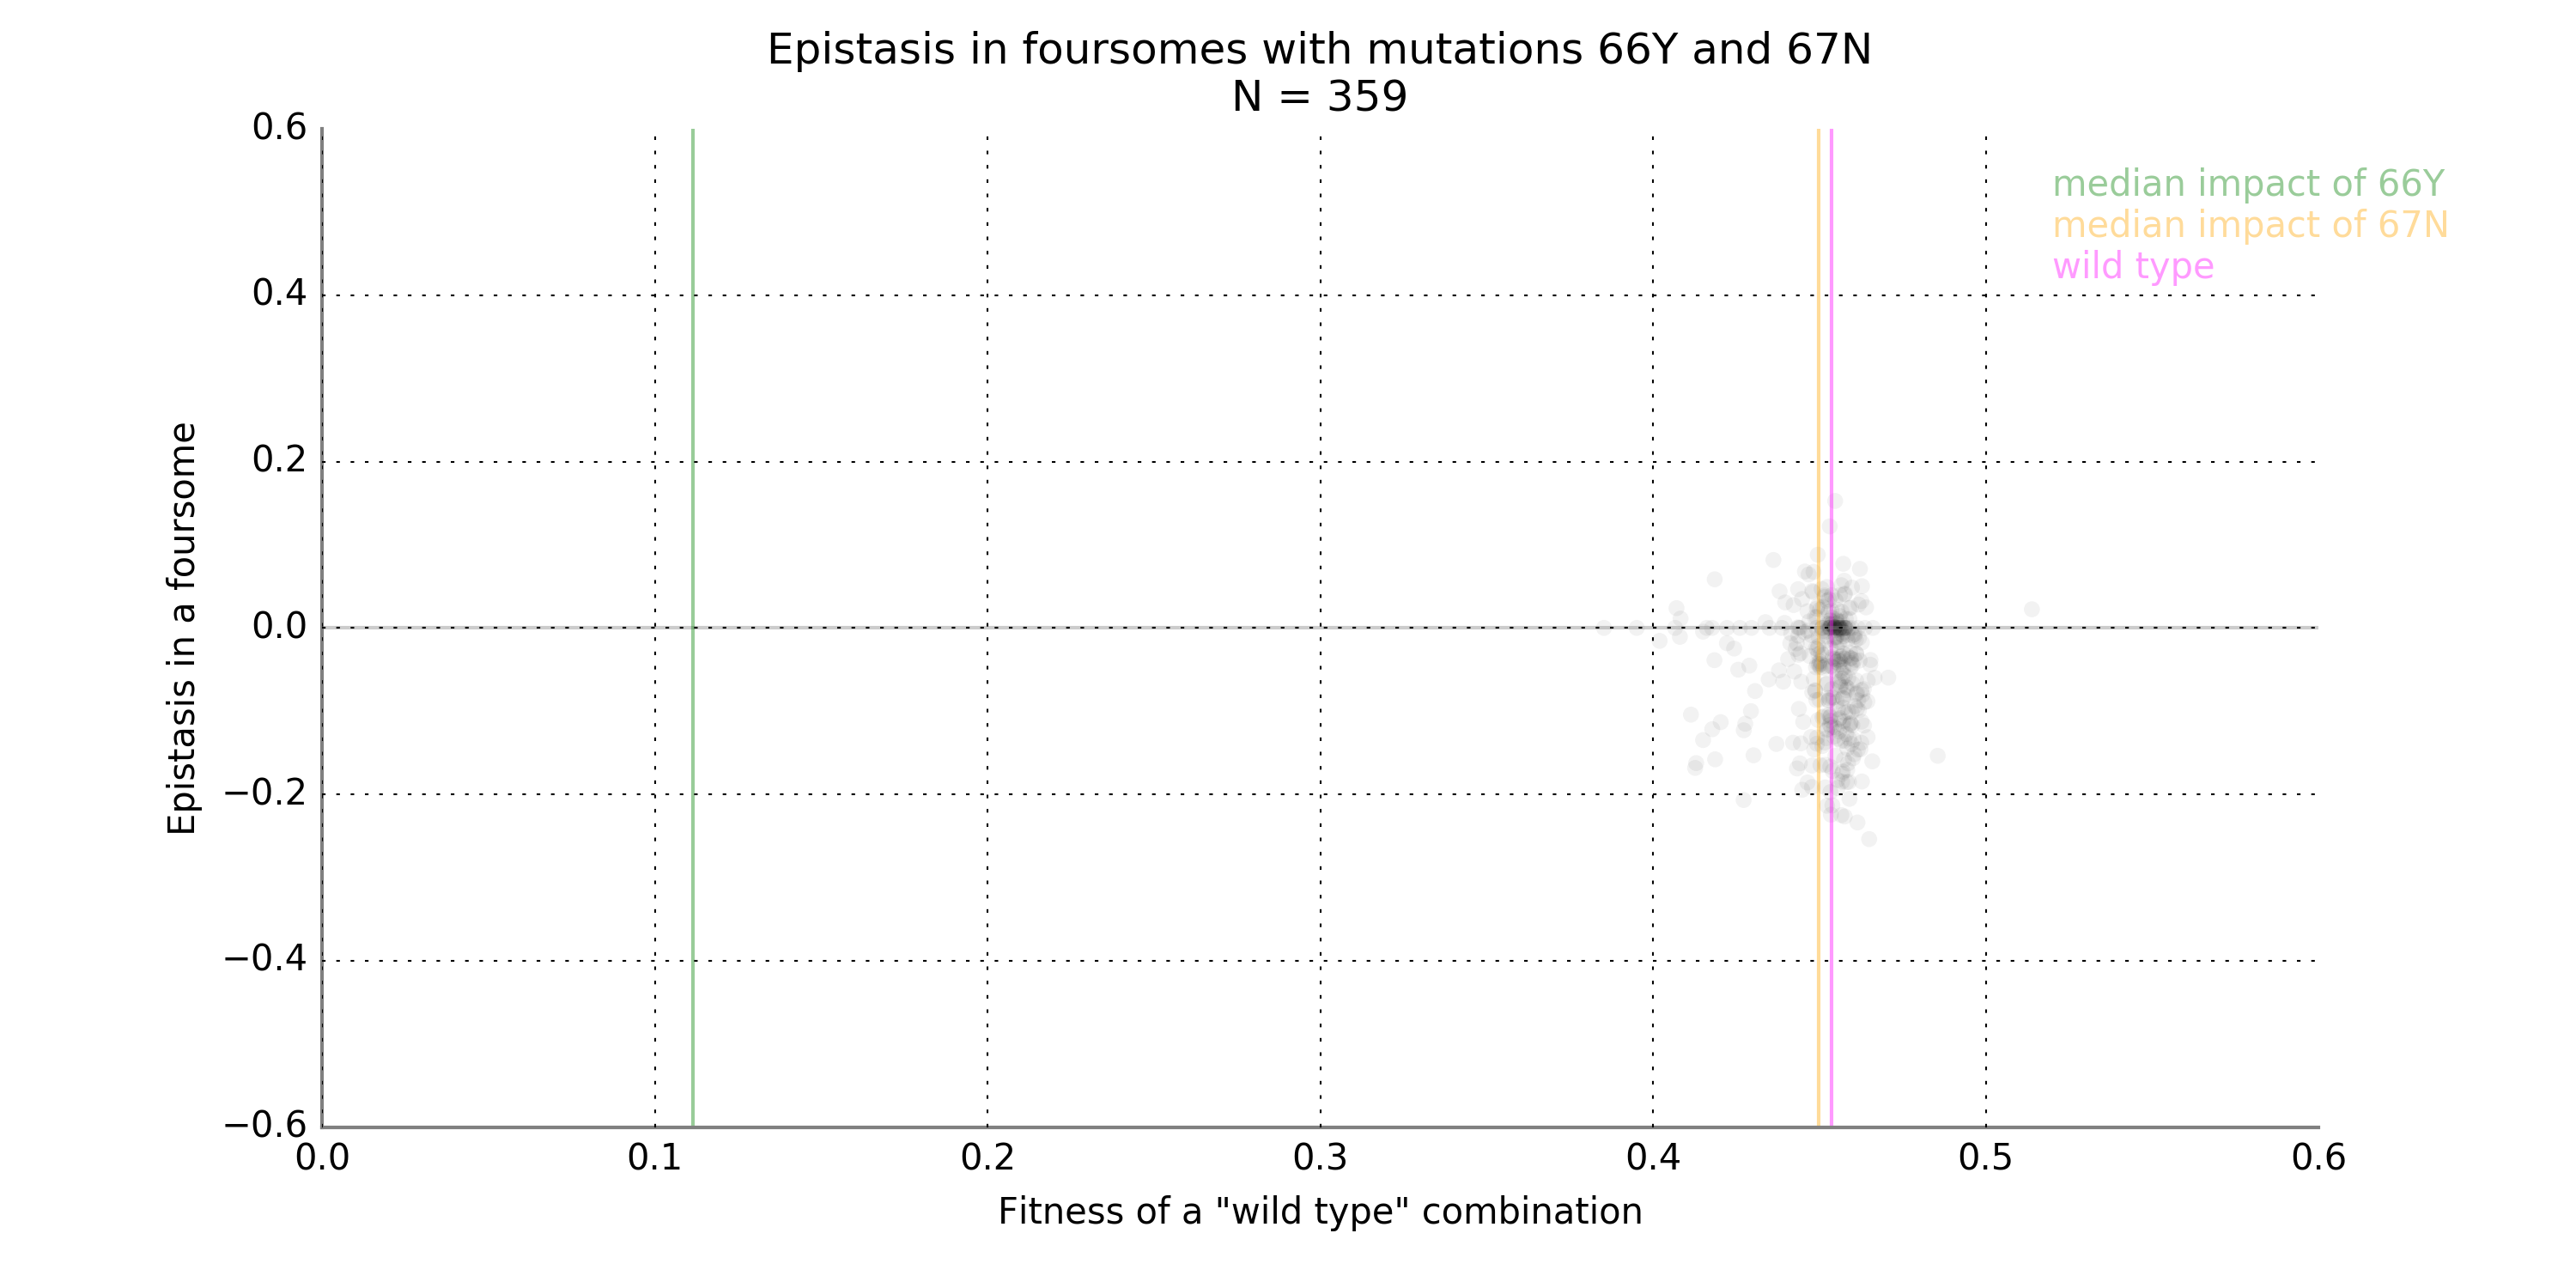 Epistasis in foursomes with mutations 66Y and 67N
N = 359
0.6
0.4
0.2
0.0
−0.2
−0.4
−0.6
Epistasis in a foursome
median impact of 66Y
median impact of 67N
wild type
0.0 0.1 0.2 0.3 0.4 0.5 0.6
Fitness of a "wild type" combination